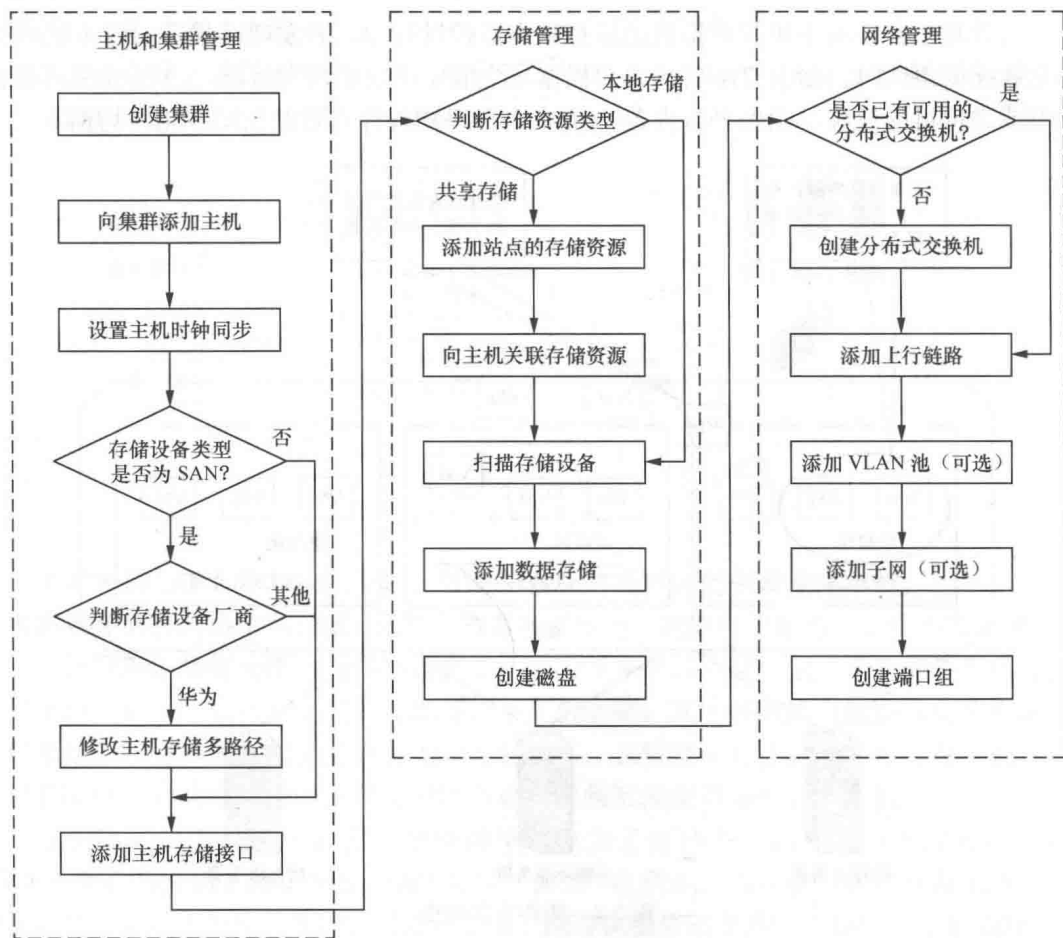 主机和集群管理
创建集群
向集群添加主机
设置主机时钟同步
存储设备类型
是否为 SAN?
否
是
判断存储设备厂商
其他
华为
修改主机存储多路径
添加主机存储接口
存储管理
本地存储
判断存储资源类型
共享存储
添加站点的存储资源
向主机关联存储资源
扫描存储设备
添加数据存储
创建磁盘
网络管理
是
是否已有可用的
分布式交换机?
否
创建分布式交换机
添加上行链路
添加 VLAN 池（可选）
添加子网（可选）
创建端口组